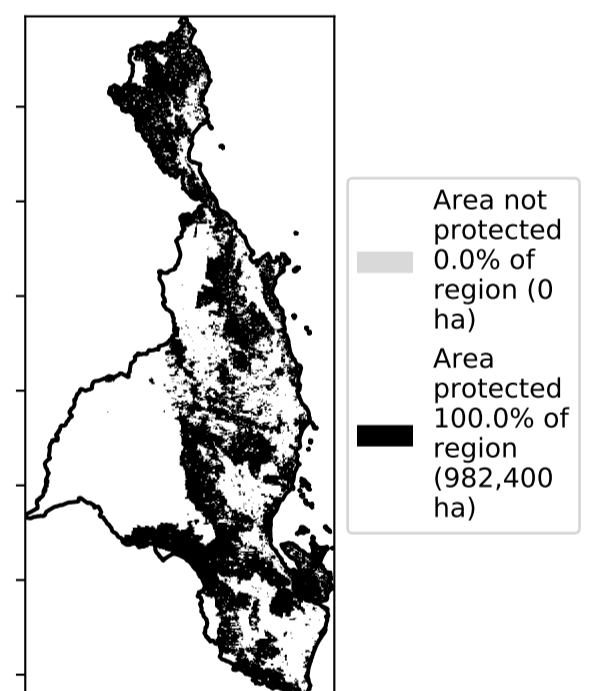 Area not
protected
0.0% of
region (0
ha)
Area
protected
100.0% of
region
(982,400
ha)